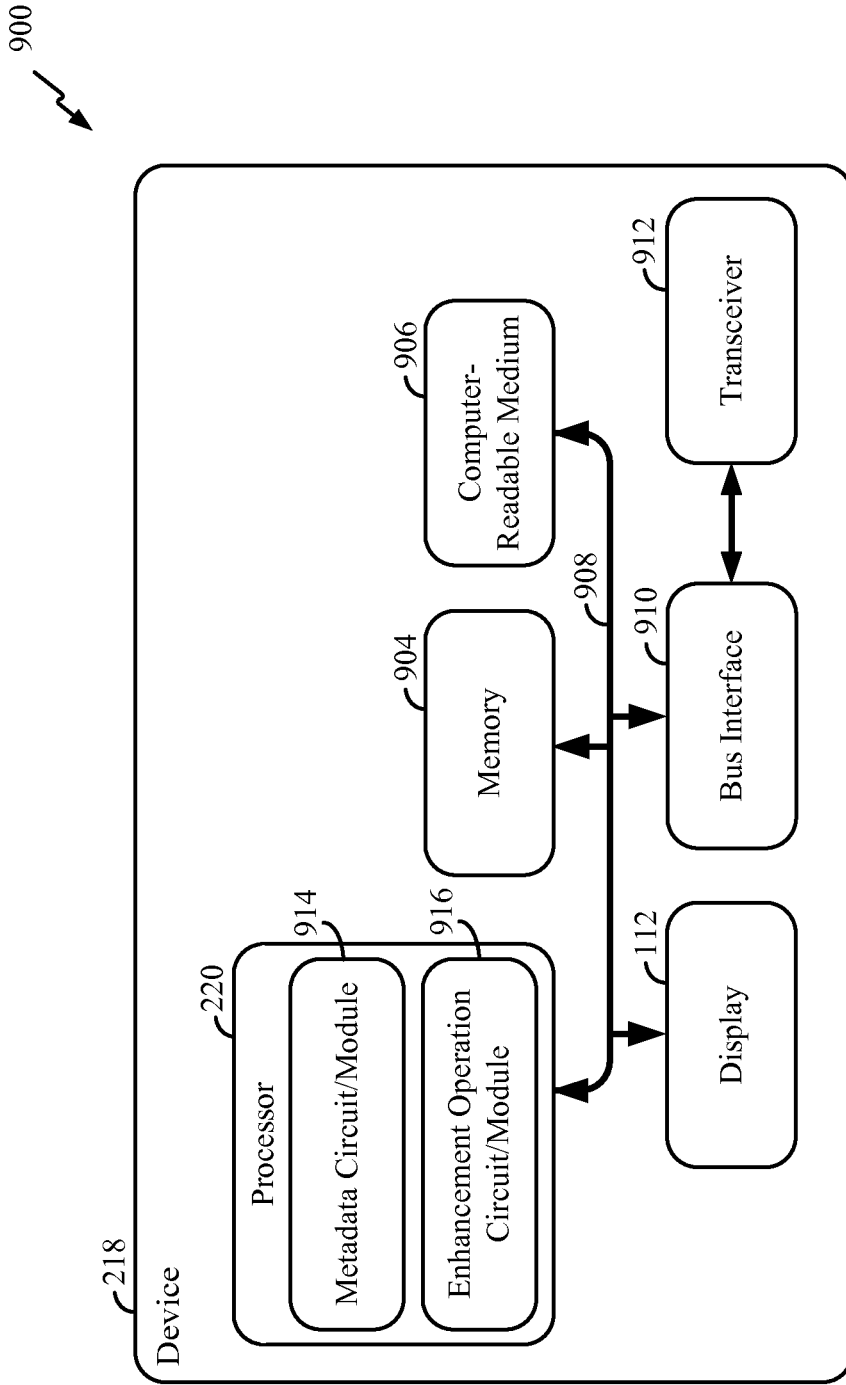 900
218
Device
220
Processor
914
Metadata Circuit/Module
916
Enhancement Operation
Circuit/Module
904
Memory
906
Computer-
Readable Medium
908
112
Display
910
Bus Interface
912
Transceiver